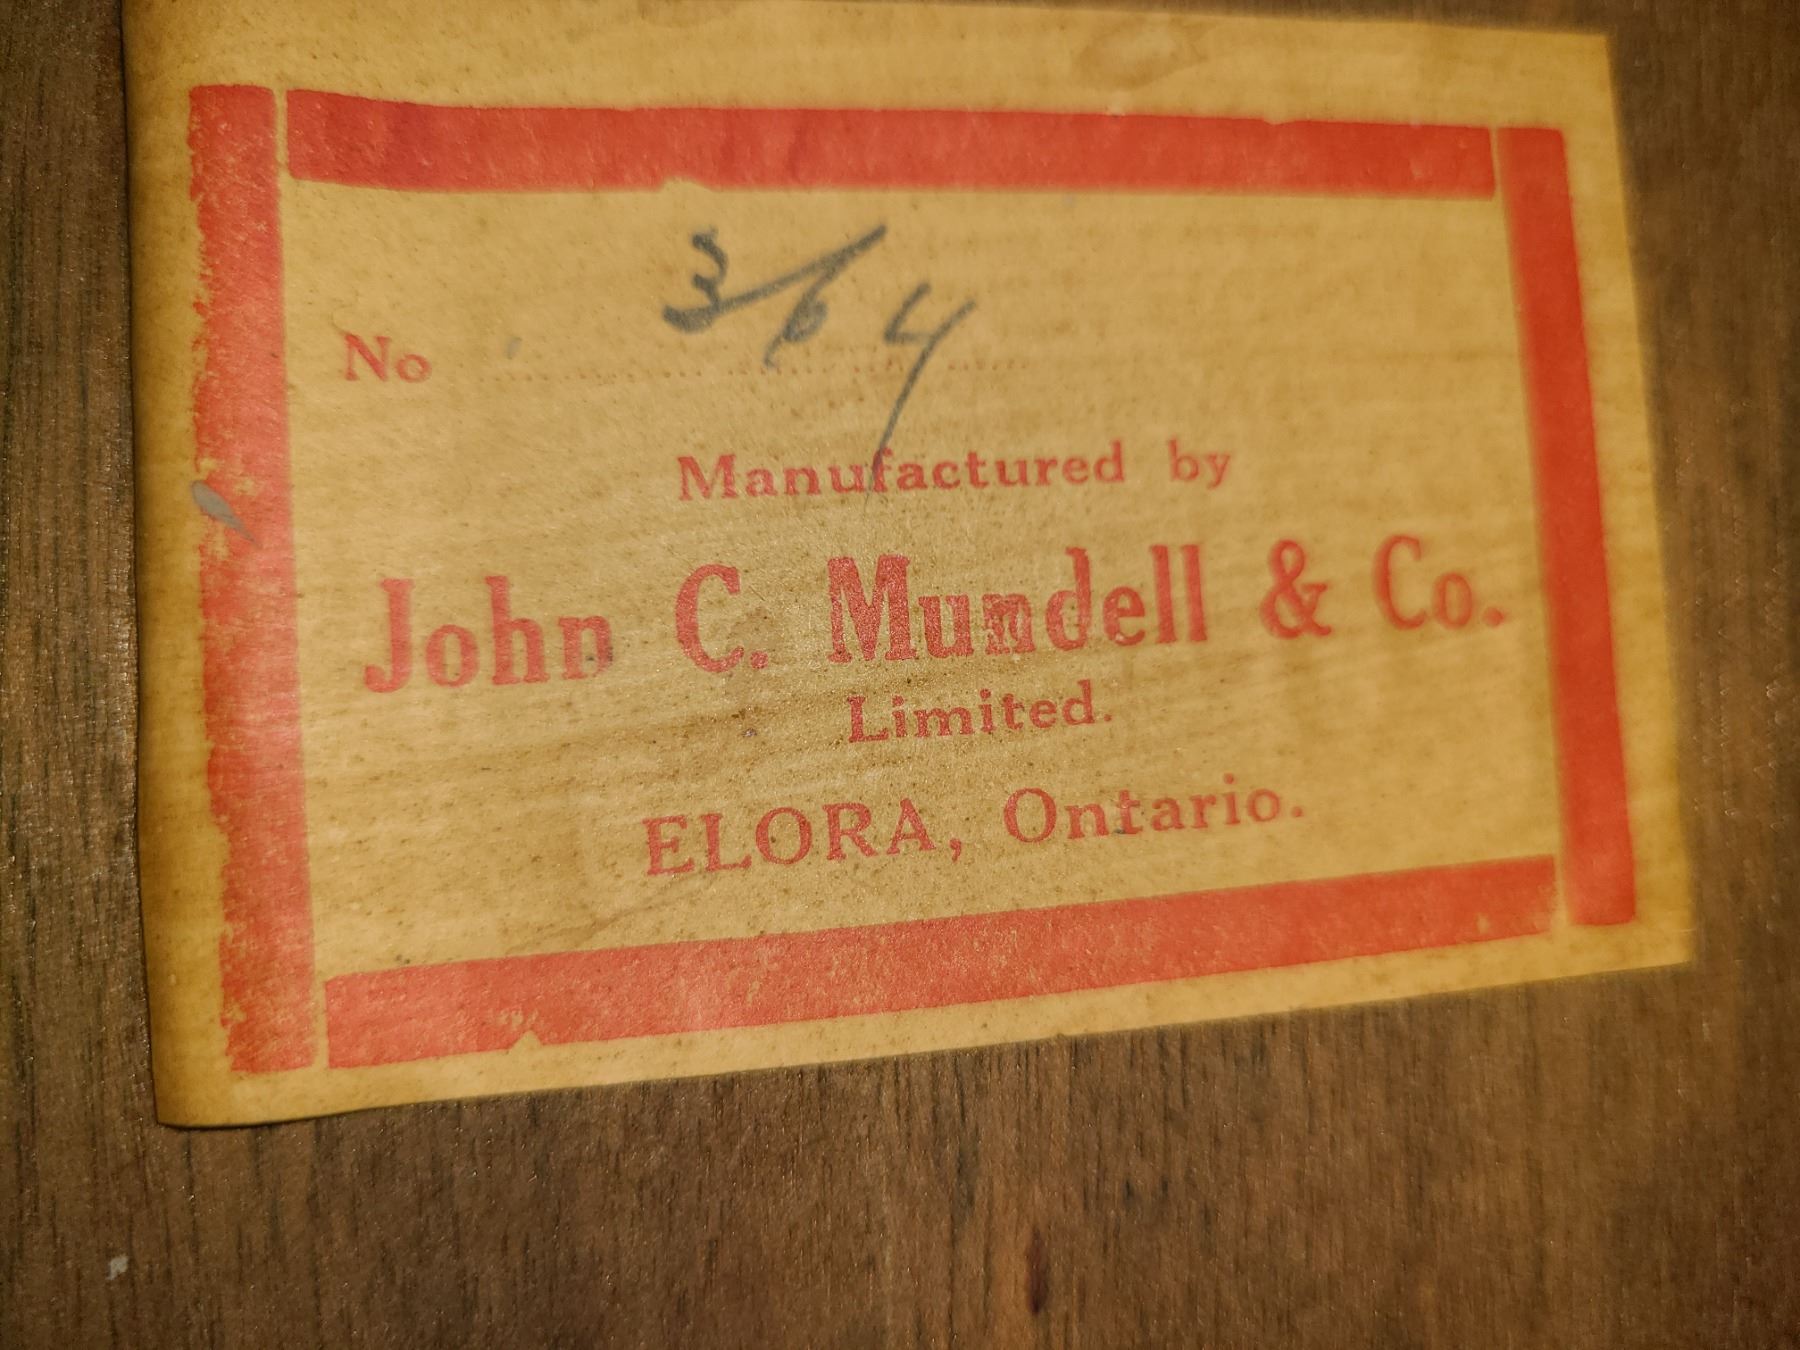 No 364
Manufactured by
John C. Mundell & Co.
Limited.
ELORA, Ontario.